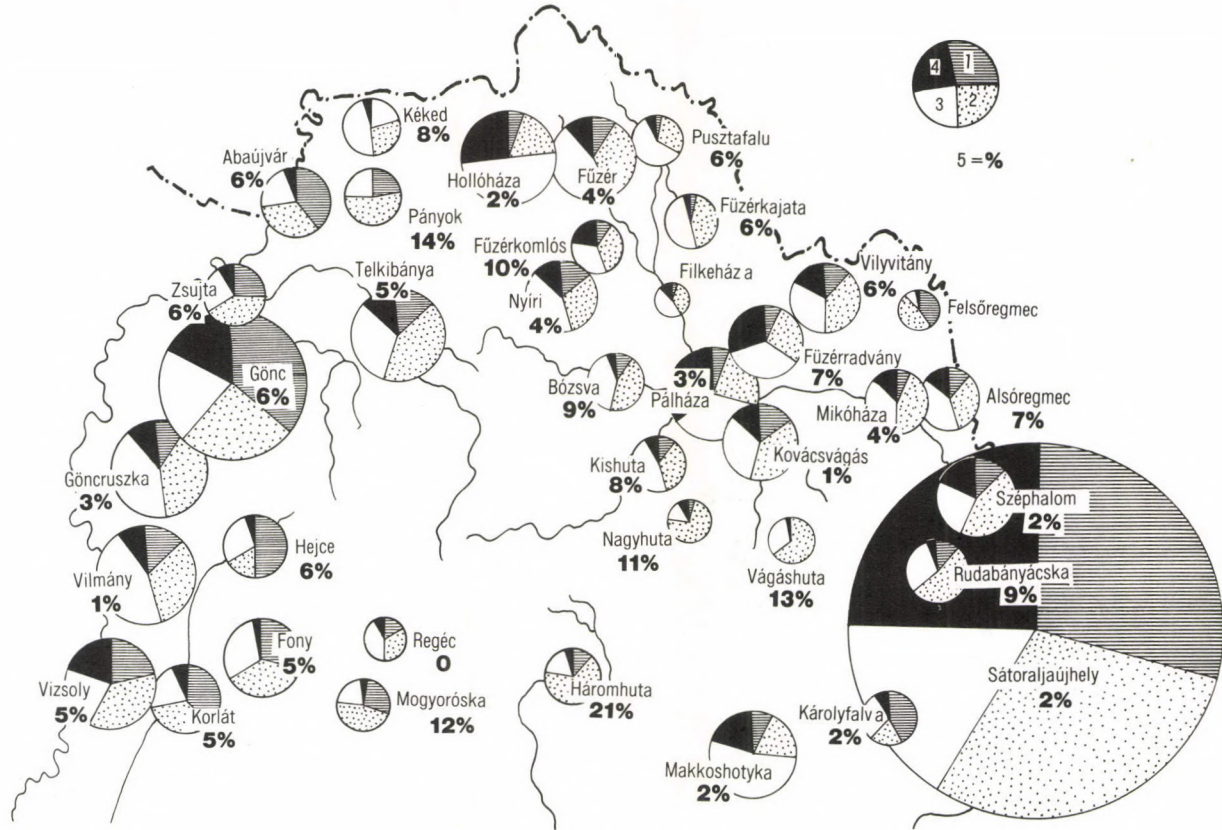 4
1
3
2
5 = %
Kéked
8%
Abaújvár
6%
Pányok
14%
Hollóháza
2%
Fűzér
4%
Pusztafalu
6%
Füzérkajata
6%
Fűzérkomlós
10%
Nyíri
4%
Filkeháza
Vilyvitány
6%
Felsőregmec
Zsujta
6%
Telkibánya
5%
Gönc
6%
Bózsva
9%
3%
Pálháza
Füzérradvány
7%
Mikóháza
4%
Alsóregmec
7%
Kovácsvágás
1%
Göncruszka
3%
Kishuta
8%
Széphalom
2%
Nagyhuta
11%
Vágáshuta
13%
Rudabányácska
9%
Hejce
6%
Vilmány
1%
Fony
5%
Regéc
0
Mogyoróska
12%
Háromhuta
21%
Sátoraljaújhely
2%
Károlyfalva
2%
Vizsoly
5%
Korlát
5%
Makkoshotyka
2%